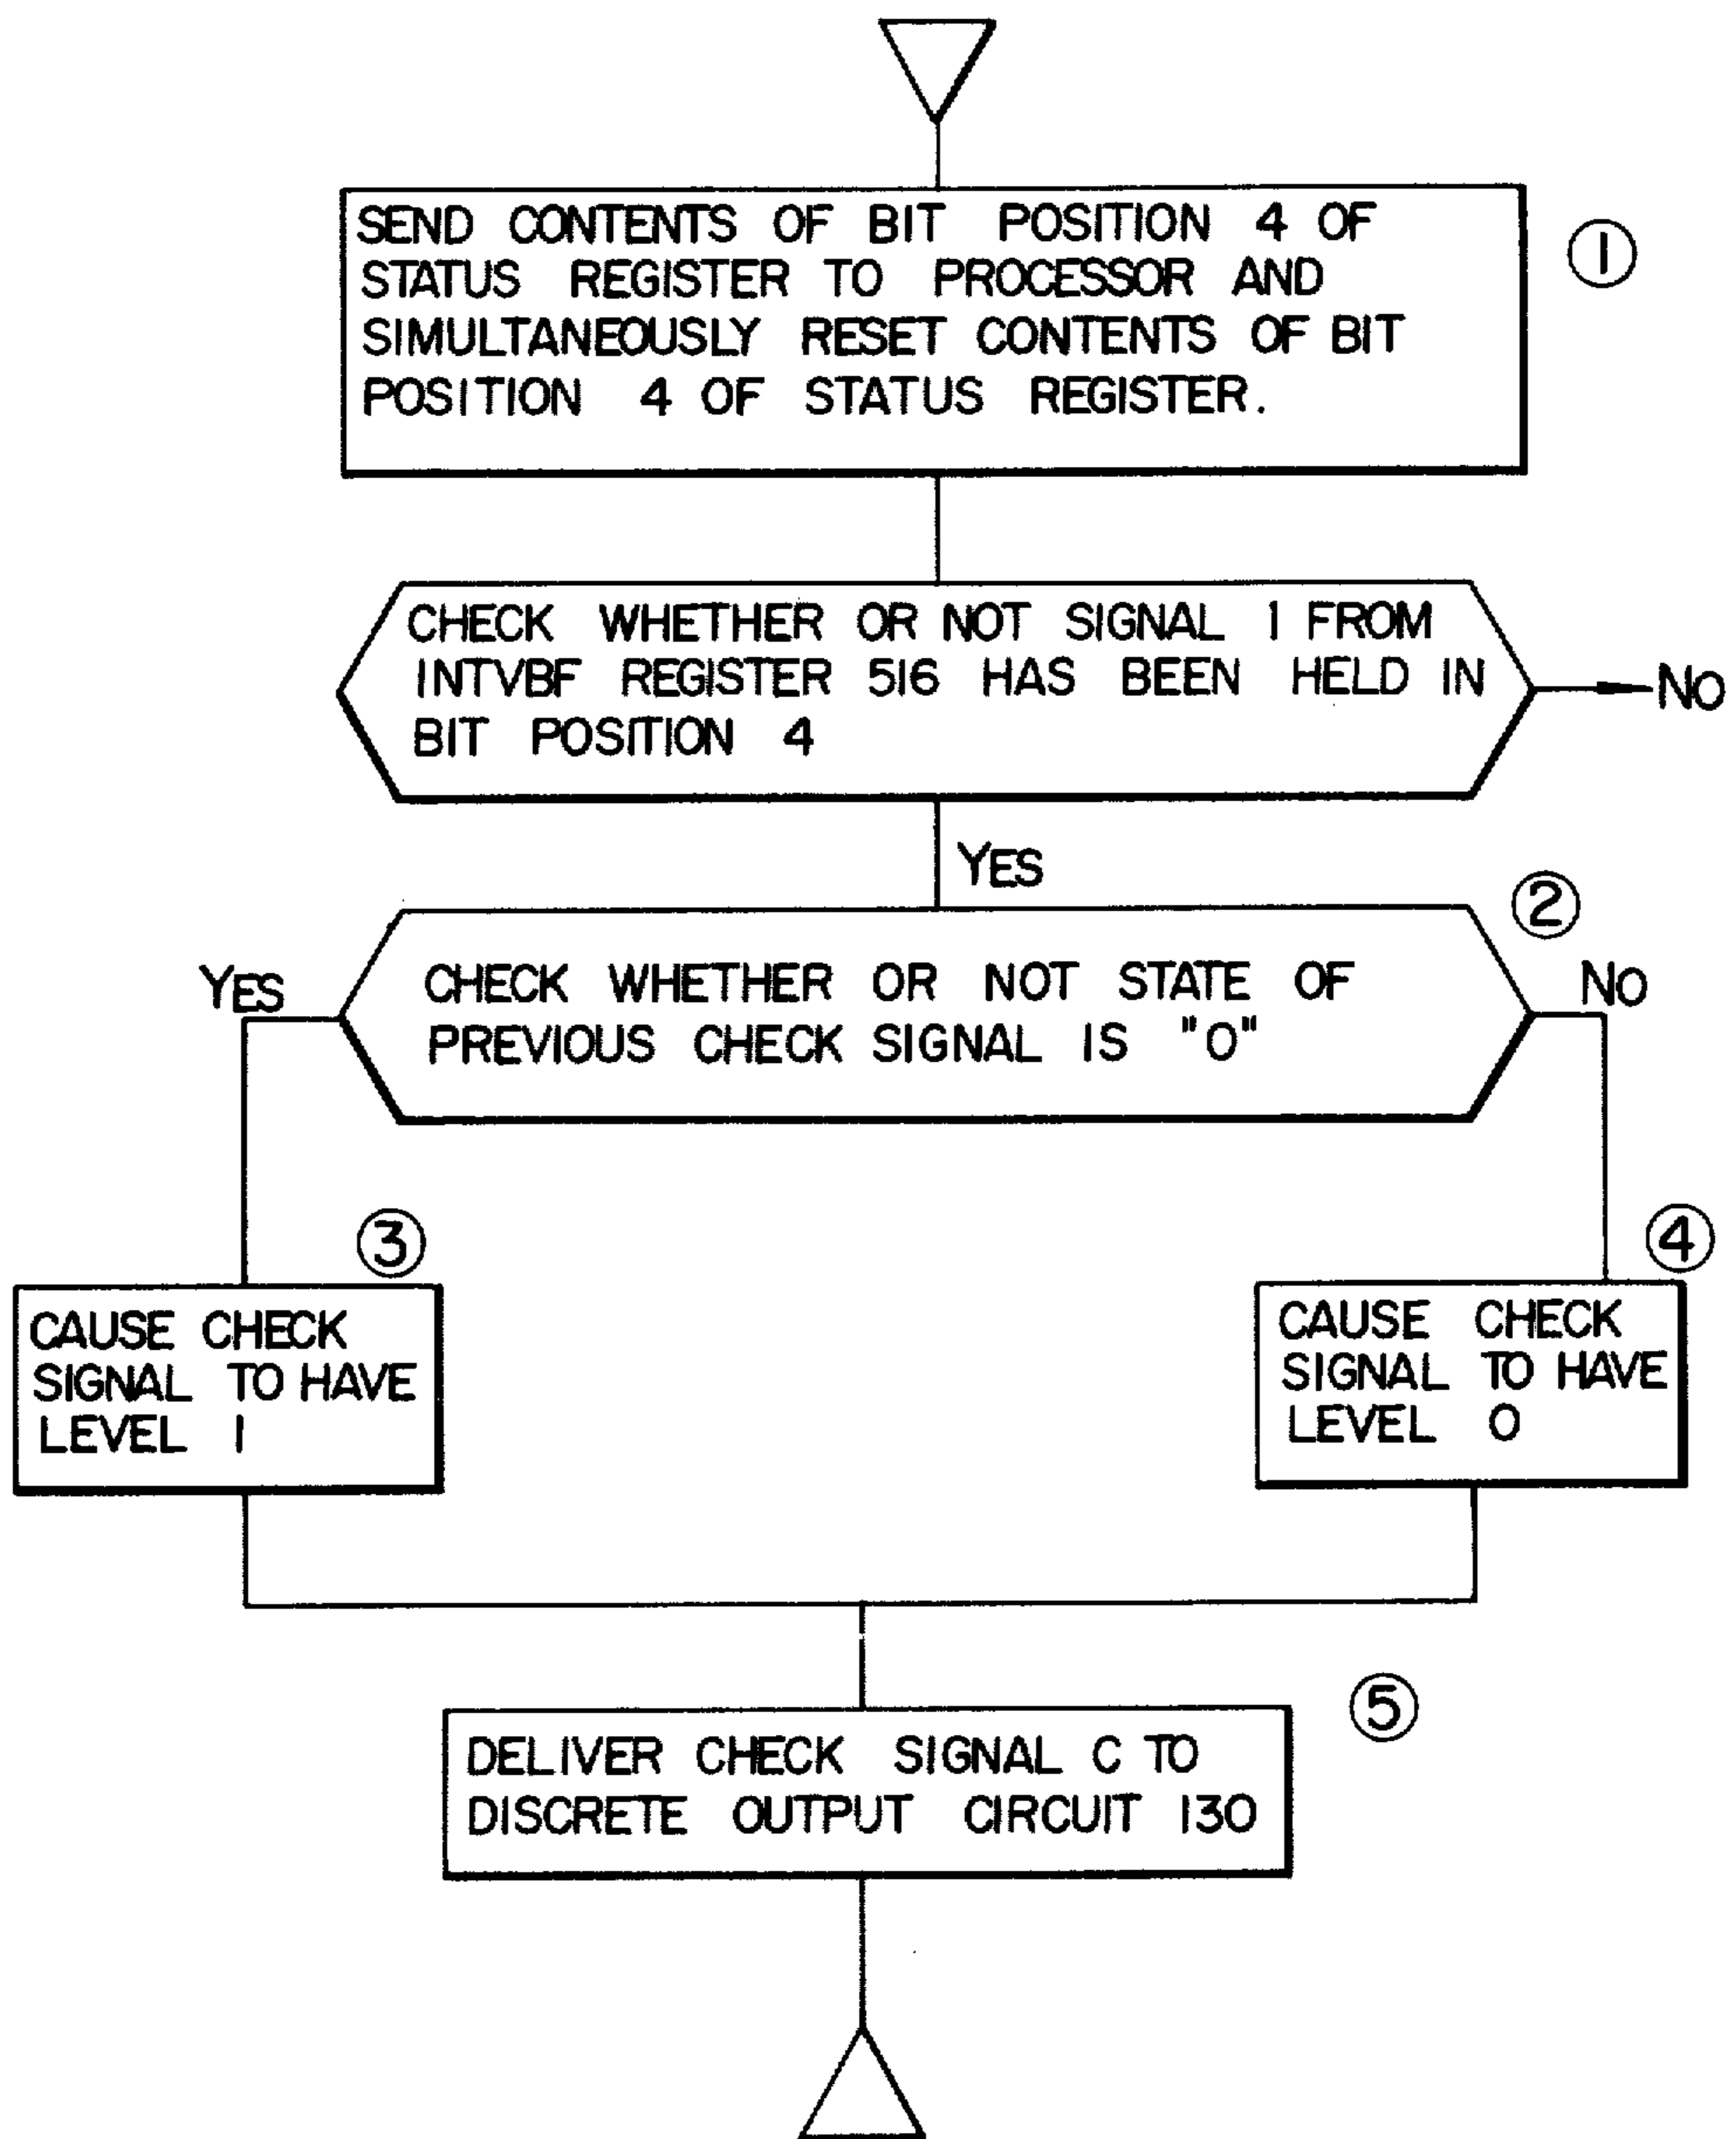 SEND CONTENTS OF BIT POSITION 4 OF
STATUS REGISTER TO PROCESSOR AND
SIMULTANEOUSLY RESET CONTENTS OF BIT
POSITION 4 OF STATUS REGISTER.
①
CHECK WHETHER OR NOT SIGNAL 1 FROM
INTVBF REGISTER 516 HAS BEEN HELD IN
BIT POSITION 4
NO
YES
②
CHECK WHETHER OR NOT STATE OF
PREVIOUS CHECK SIGNAL IS "0"
YES
NO
③
CAUSE CHECK
SIGNAL TO HAVE
LEVEL 1
④
CAUSE CHECK
SIGNAL TO HAVE
LEVEL 0
⑤
DELIVER CHECK SIGNAL C TO
DISCRETE OUTPUT CIRCUIT 130